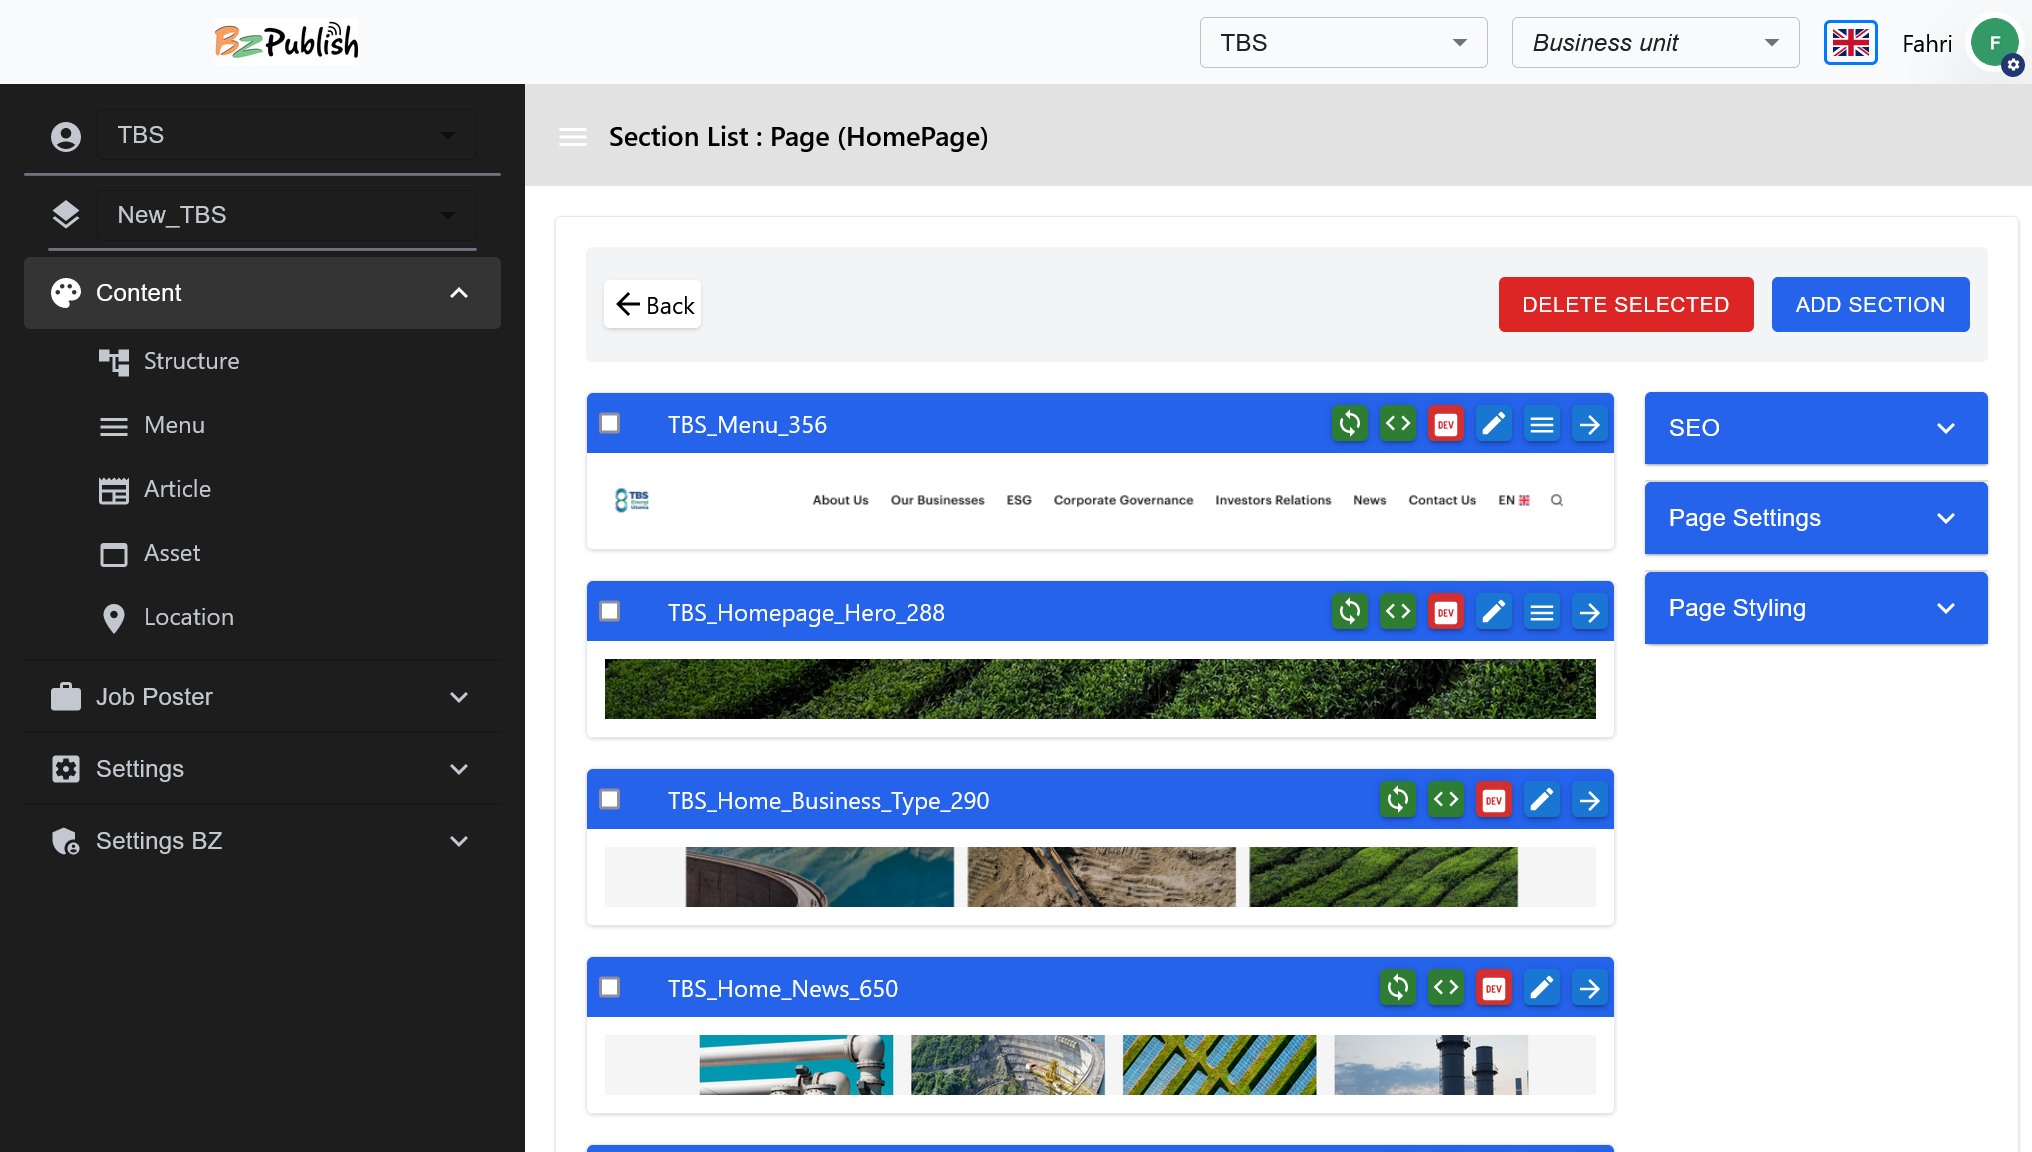 BzPublish
TBS
Business unit
Fahri
F
TBS
New_TBS
Content
Structure
Menu
Article
Asset
Location
Job Poster
Settings
Settings BZ
Section List : Page (HomePage)
Back
DELETE SELECTED
ADD SECTION
TBS_Menu_356
DEV
TBS
Energi
Utama
About Us
Our Businesses
ESG
Corporate Governance
Investors Relations
News
Contact Us
EN
TBS_Homepage_Hero_288
DEV
TBS_Home_Business_Type_290
DEV
TBS_Home_News_650
DEV
SEO
Page Settings
Page Styling